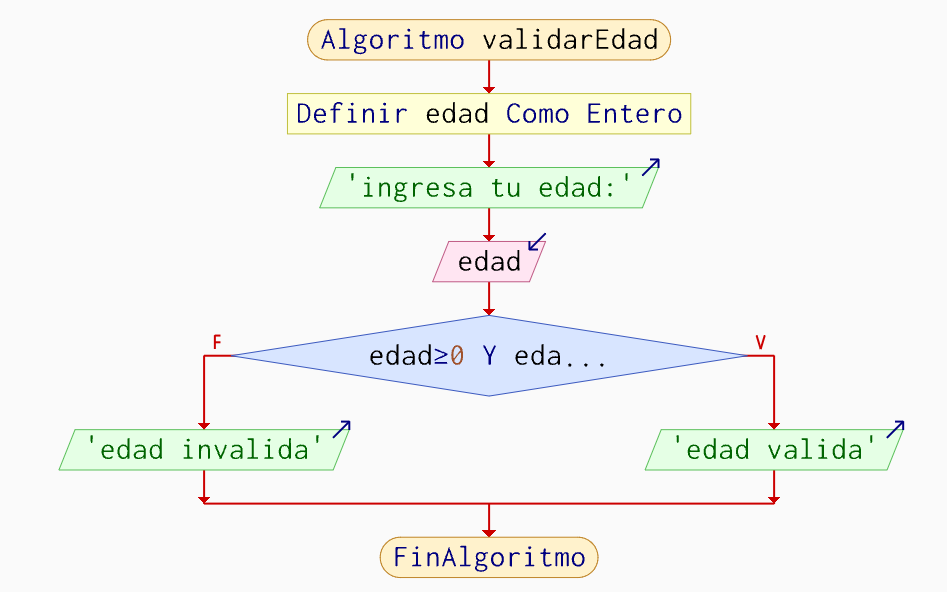 Algoritmo validarEdad
Definir edad Como Entero
'ingresa tu edad:'
edad
F
V
edad≥0 Y eda...
'edad invalida'
'edad valida'
FinAlgoritmo